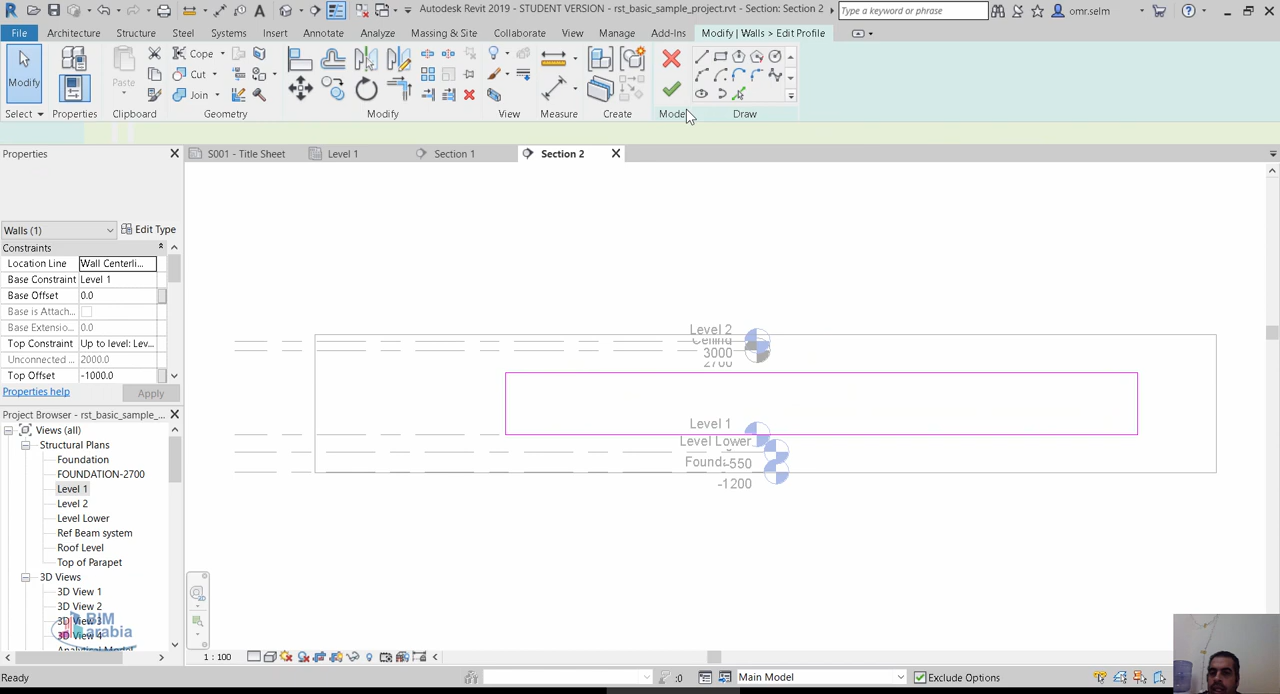 Autodesk Revit 2019 - STUDENT VERSION - rst_basic_sample_project.rvt - Section: Section 2
Type a keyword or phrase
omr.selm
File
Architecture
Structure
Steel
Systems
Insert
Annotate
Analyze
Massing & Site
Collaborate
View
Manage
Add-Ins
Modify | Walls > Edit Profile
Modify
Paste
Cope
Cut
Join
Select
Properties
Clipboard
Geometry
Modify
View
Measure
Create
Mode
Draw
Properties
S001 - Title Sheet
Level 1
Section 1
Section 2
Walls (1)
Edit Type
Constraints
Location Line
Wall Centerli...
Base Constraint
Level 1
Base Offset
0.0
Base is Attach...
Base Extensio...
0.0
Top Constraint
Up to level: Lev...
Unconnected ...
2000.0
Top Offset
-1000.0
Properties help
Apply
Project Browser - rst_basic_sample_...
Views (all)
Structural Plans
Foundation
FOUNDATION-2700
Level 1
Level 2
Level Lower
Ref Beam system
Roof Level
Top of Parapet
3D Views
3D View 1
3D View 2
3D View 3
3D View 4
Analytical Model
BIM
arabia
Level 2
Ceiling
3000
2700
Level 1
Level Lower
Found
-550
-1200
1 : 100
Ready
:0
Main Model
Exclude Options